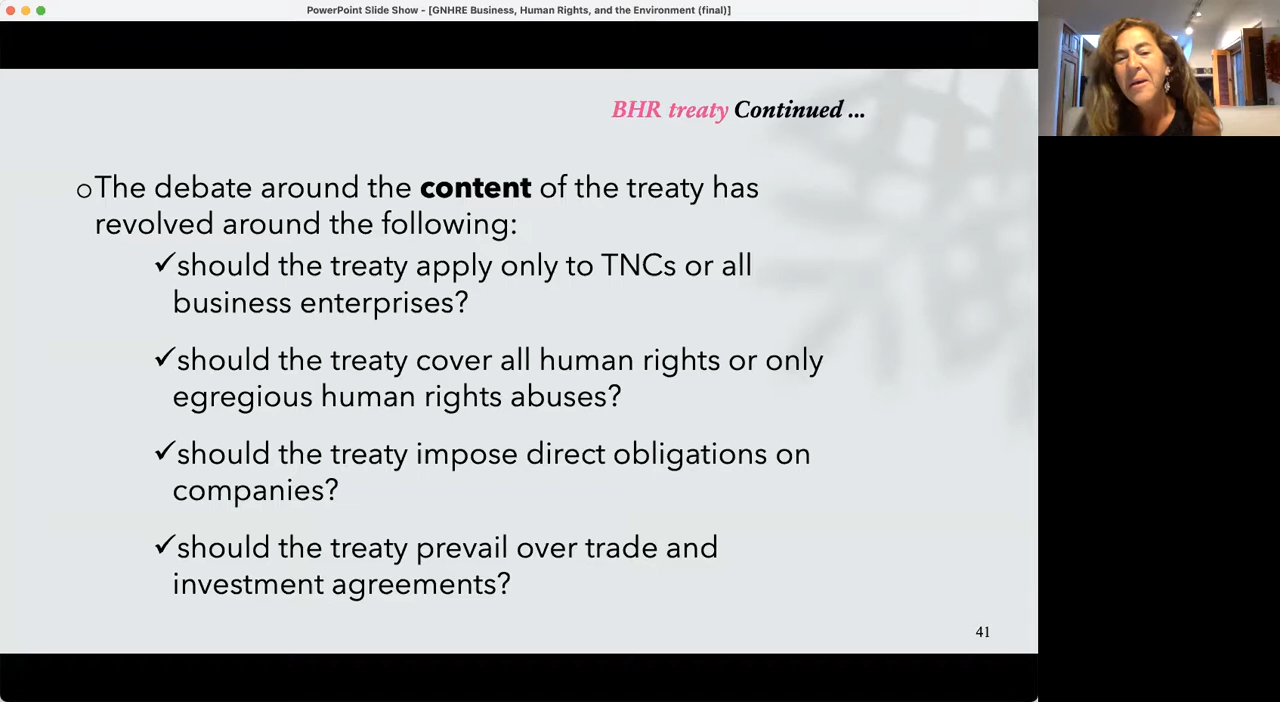 PowerPoint Slide Show - [GNHRE Business, Human Rights, and the Environment (final)]
BHR treaty Continued ...
○The debate around the content of the treaty has
revolved around the following:
✓should the treaty apply only to TNCs or all
business enterprises?
✓should the treaty cover all human rights or only
egregious human rights abuses?
✓should the treaty impose direct obligations on
companies?
✓should the treaty prevail over trade and
investment agreements?
41